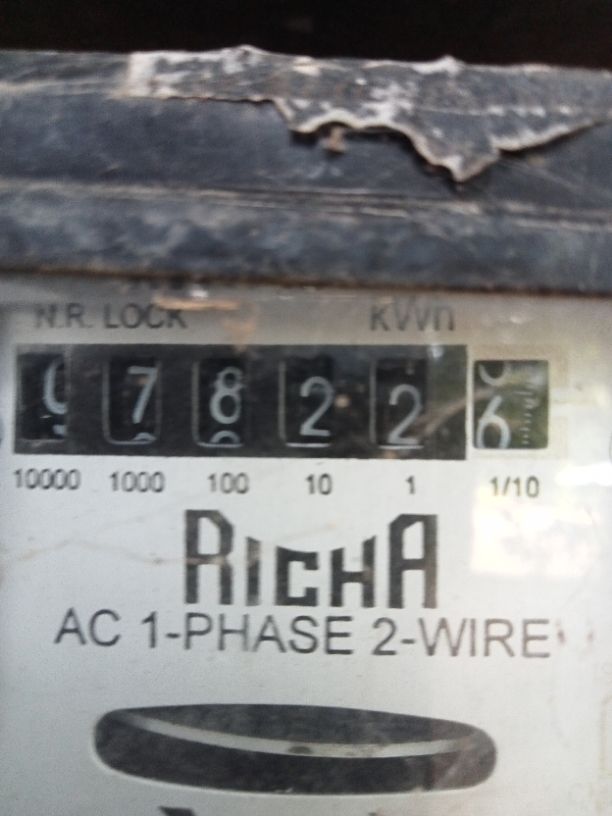 N.R. LOCK kWh
7 8 2 2 6
10000 1000 100 10 1 1/10
RICHA
AC 1-PHASE 2-WIRE